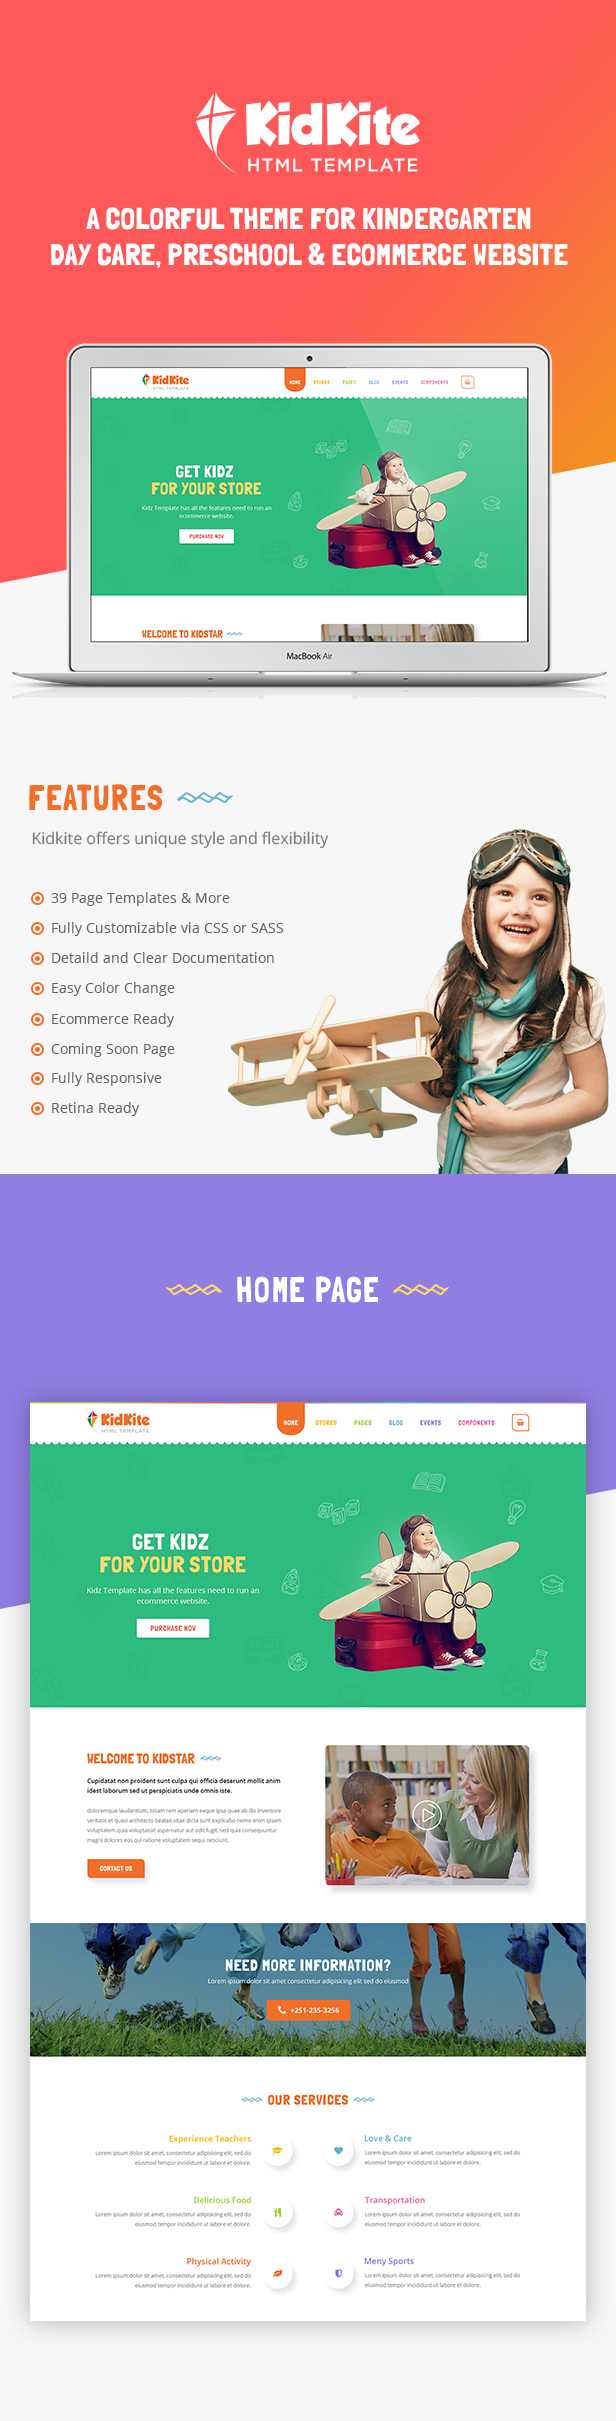 KidKite
HTML TEMPLATE
A COLORFUL THEME FOR KINDERGARTEN
DAY CARE, PRESCHOOL & ECOMMERCE WEBSITE
KidKite
HTML TEMPLATE
HOME STORES PAGES BLOG EVENTS COMPONENTS
GET KIDZ
FOR YOUR STORE
Kidz Template has all the features need to run an
ecommerce website.
PURCHASE NOW
WELCOME TO KIDSTAR
MacBook Air
FEATURES
Kidkite offers unique style and flexibility
39 Page Templates & More
Fully Customizable via CSS or SASS
Detaild and Clear Documentation
Easy Color Change
Ecommerce Ready
Coming Soon Page
Fully Responsive
Retina Ready
HOME PAGE
KidKite
HTML TEMPLATE
HOME STORES PAGES BLOG EVENTS COMPONENTS
GET KIDZ
FOR YOUR STORE
Kidz Template has all the features need to run an
ecommerce website.
PURCHASE NOW
WELCOME TO KIDSTAR
Cupidatat non proident sunt culpa qui officia deserunt mollit anim
idest laborum sed ut perspiciatis unde omnis iste.
doloremque laudantium, totam rem aperiam eaque ipsa quae ab illo inventore
veritatis et quasi architecto beatae.vitae dicta sunt explicabo nemo enim ipsam
voluptatem.quia voluptatsit aspernatur aut odit fugit, sed quia consequuntur
magni dolores eos qui ratione voluptatem sequi nesciunt.
CONTACT US
NEED MORE INFORMATION?
Lorem ipsum dolor sit amet consectetur adipisicing elit sed do eiusmod
+251-235-3256
OUR SERVICES
Experience Teachers
Lorem ipsum dolor sit amet, consectetur adipisicing elit, sed do
eiusmod tempor incididunt ut labore et dolore.
Love & Care
Lorem ipsum dolor sit amet, consectetur adipisicing elit, sed do
eiusmod tempor incididunt ut labore et dolore.
Delicious Food
Lorem ipsum dolor sit amet, consectetur adipisicing elit, sed do
eiusmod tempor incididunt ut labore et dolore.
Transportation
Lorem ipsum dolor sit amet, consectetur adipisicing elit, sed do
eiusmod tempor incididunt ut labore et dolore.
Physical Activity
Lorem ipsum dolor sit amet, consectetur adipisicing elit, sed do
eiusmod tempor incididunt ut labore et dolore.
Meny Sports
Lorem ipsum dolor sit amet, consectetur adipisicing elit, sed do
eiusmod tempor incididunt ut labore et dolore.